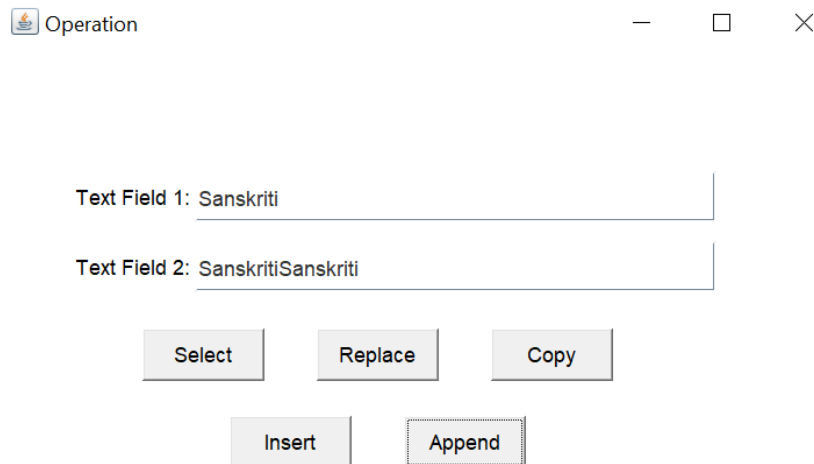 Operation
Text Field 1: Sanskriti
Text Field 2: SanskritiSanskriti
Select Replace Copy
Insert Append